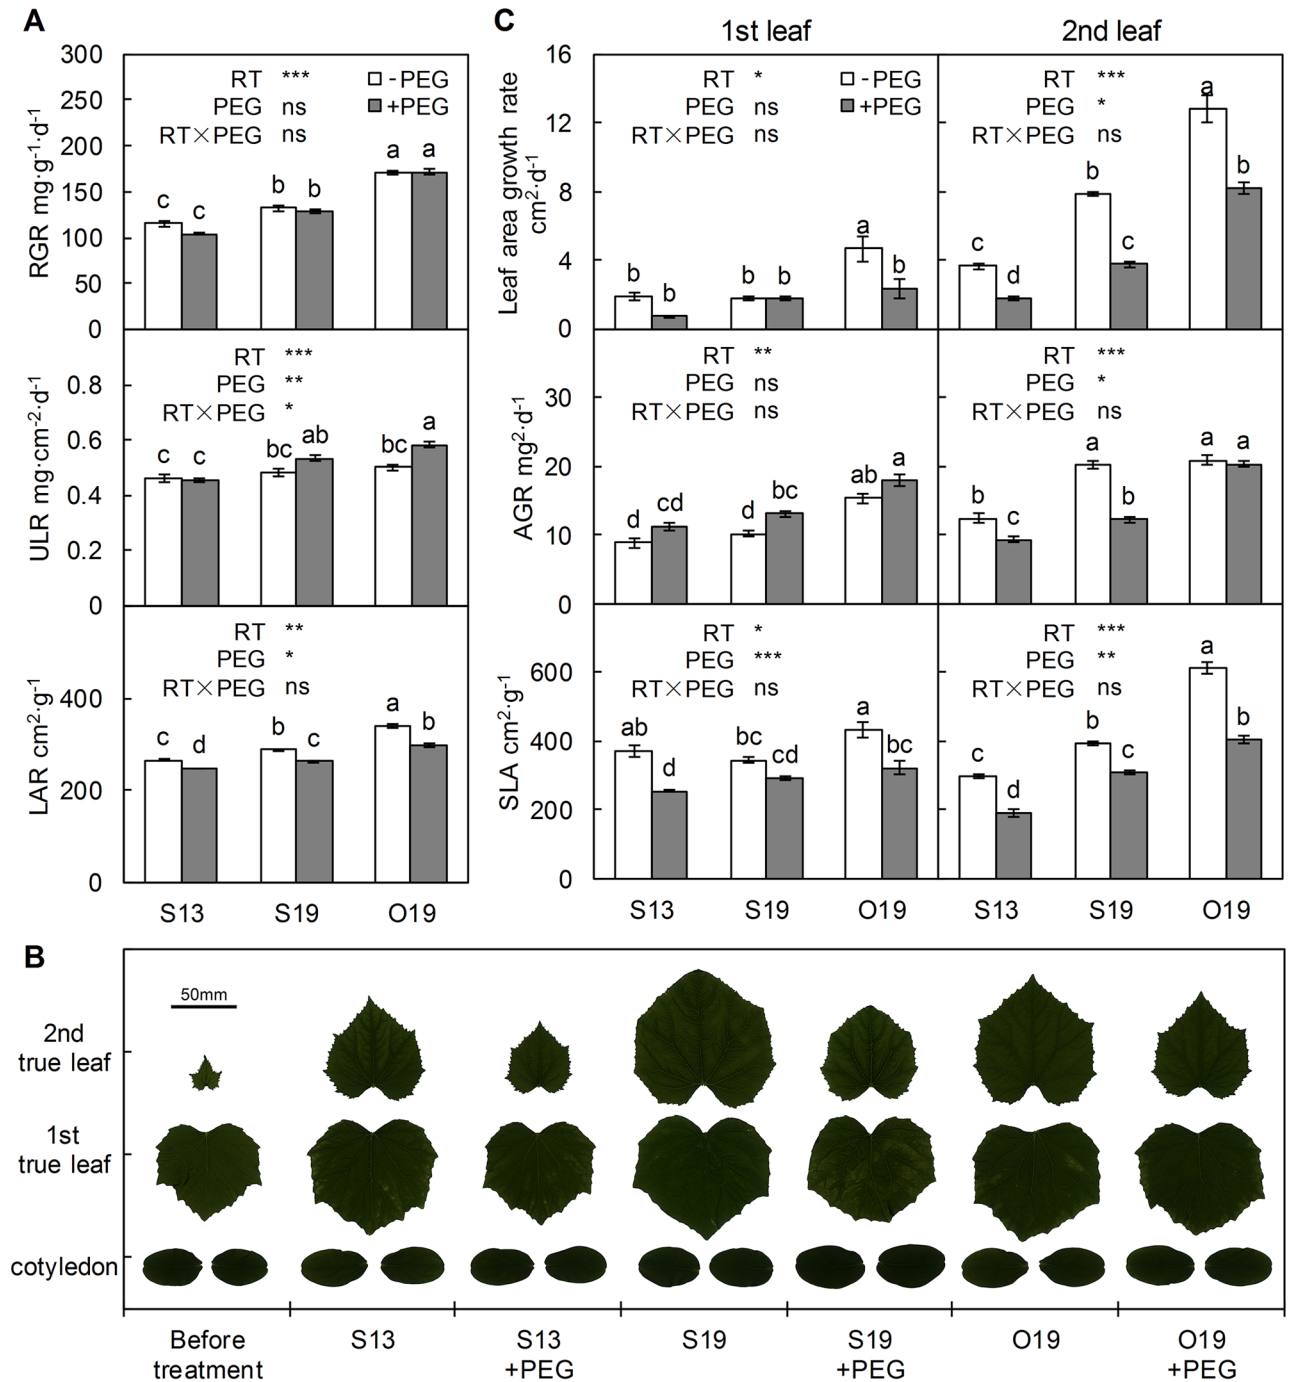 A
300
250
200
150
100
50
0
RGR mg·g-1·d-1
RT ***
PEG ns
RT×PEG ns
-PEG
+PEG
c c b b a a
0.8
0.6
0.4
0.2
0
ULR mg·cm-2·d-1
RT ***
PEG **
RT×PEG *
c c bc ab bc a
400
200
0
LAR cm2·g-1
RT **
PEG *
RT×PEG ns
c d b c a b
S13 S19 O19
C
1st leaf 2nd leaf
16
12
8
4
0
Leaf area growth rate
cm2·d-1
RT *
PEG ns
RT×PEG ns
-PEG
+PEG
b b b b a b
RT ***
PEG *
RT×PEG ns
c d b c a b
30
20
10
0
AGR mg2·d-1
RT **
PEG ns
RT×PEG ns
d cd d bc ab a
RT ***
PEG *
RT×PEG ns
b c a b a a
600
400
200
0
SLA cm2·g-1
RT *
PEG ***
RT×PEG ns
ab d bc cd a bc
RT ***
PEG **
RT×PEG ns
c d b c a b
S13 S19 O19 S13 S19 O19
B
50mm
2nd
true leaf
1st
true leaf
cotyledon
Before
treatment
S13
S13
+PEG
S19
S19
+PEG
O19
O19
+PEG